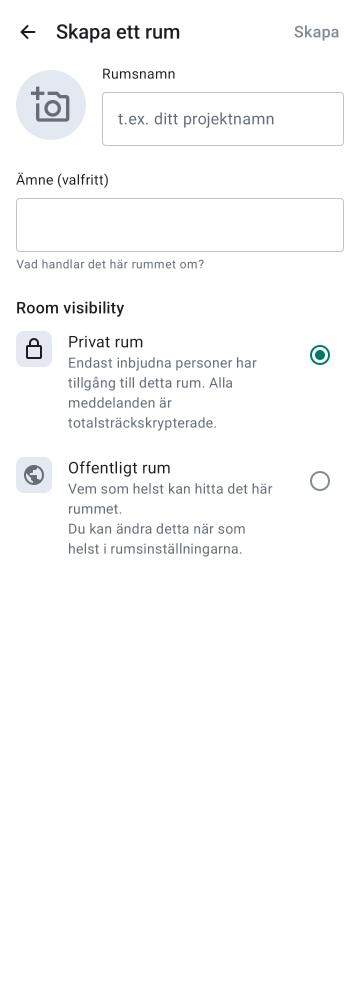 Skapa ett rum
Skapa
Rumsnamn
t.ex. ditt projektnamn
Ämne (valfritt)
Vad handlar det här rummet om?
Room visibility
Privat rum
Endast inbjudna personer har
tillgång till detta rum. Alla
meddelanden är
totalsträckskrypterade.
Offentligt rum
Vem som helst kan hitta det här
rummet.
Du kan ändra detta när som
helst i rumsinställningarna.